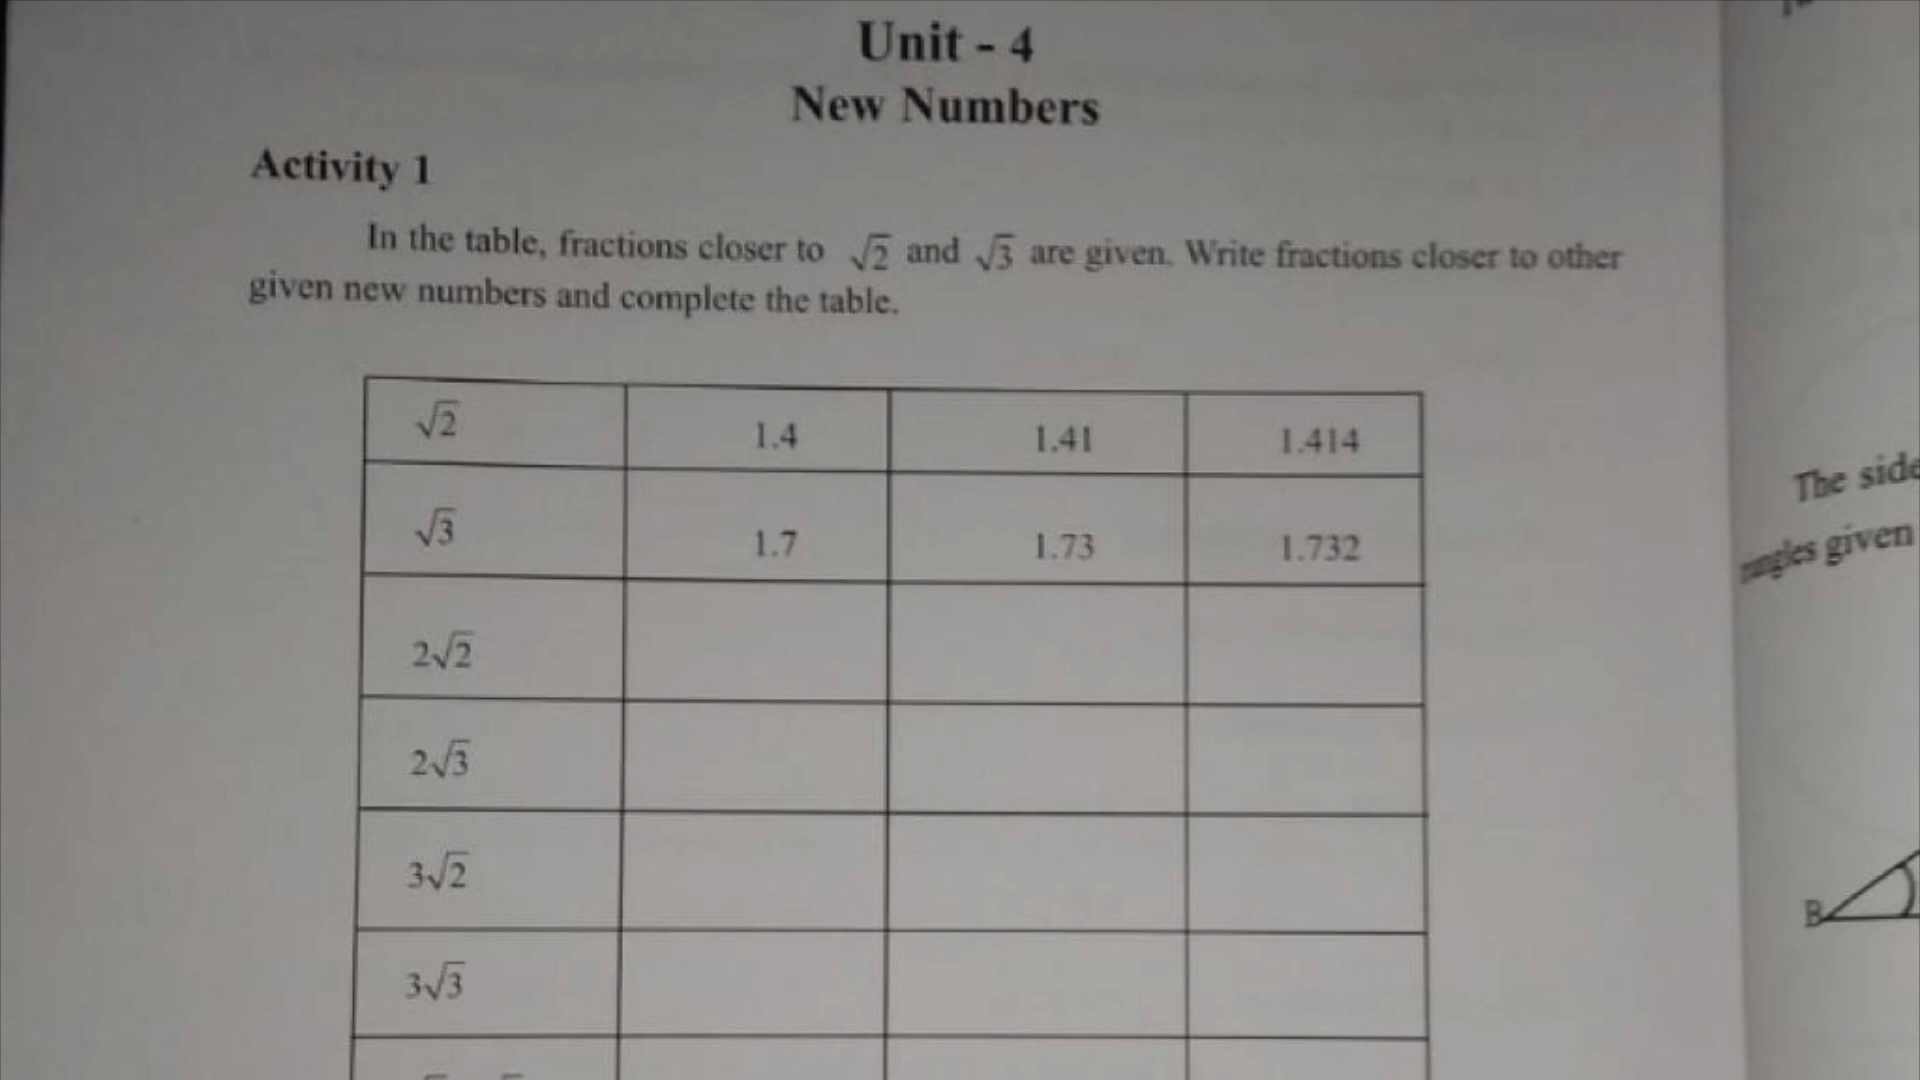 Unit - 4
New Numbers
Activity 1
In the table, fractions closer to √2 and √3 are given. Write fractions closer to other
given new numbers and complete the table.
√2 1.4 1.41 1.414
√3 1.7 1.73 1.732
2√2
2√3
3√2
3√3
The side
given
B